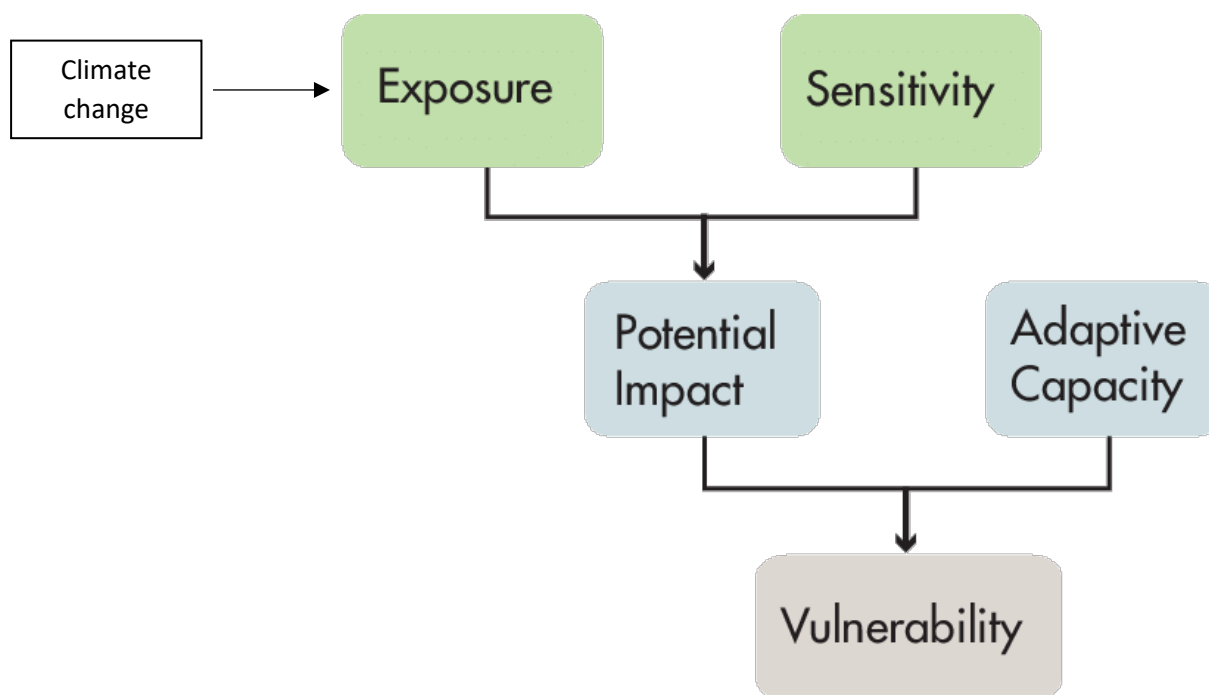 Climate
change
Exposure
Sensitivity
Potential
Impact
Adaptive
Capacity
Vulnerability